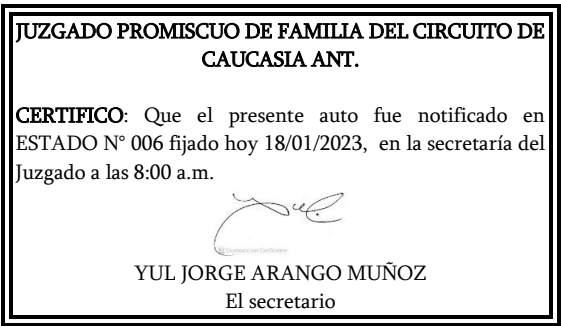 JUZGADO PROMISCUO DE FAMILIA DEL CIRCUITO DE
CAUCASIA ANT.
CERTIFICO: Que el presente auto fue notificado en
ESTADO N° 006 fijado hoy 18/01/2023, en la secretaría del
Juzgado a las 8:00 a.m.
YUL JORGE ARANGO MUÑOZ
El secretario